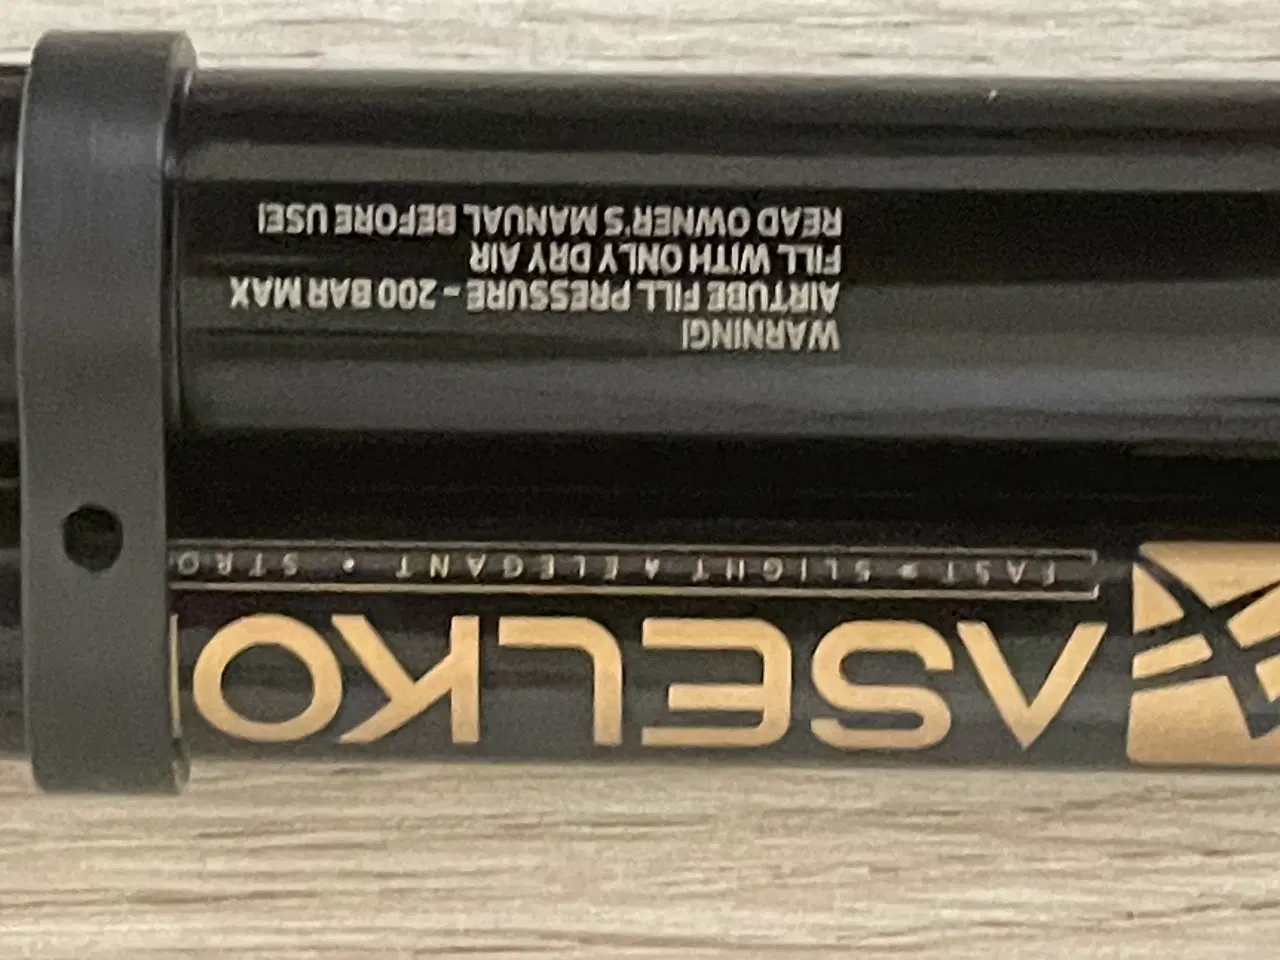 ASELKO
FAST • SLIGHT • ELEGANT •
WARNING!
AIRTUBE FILL PRESSURE - 200 BAR MAX
FILL WITH ONLY DRY AIR
READ OWNER'S MANUAL BEFORE USE!